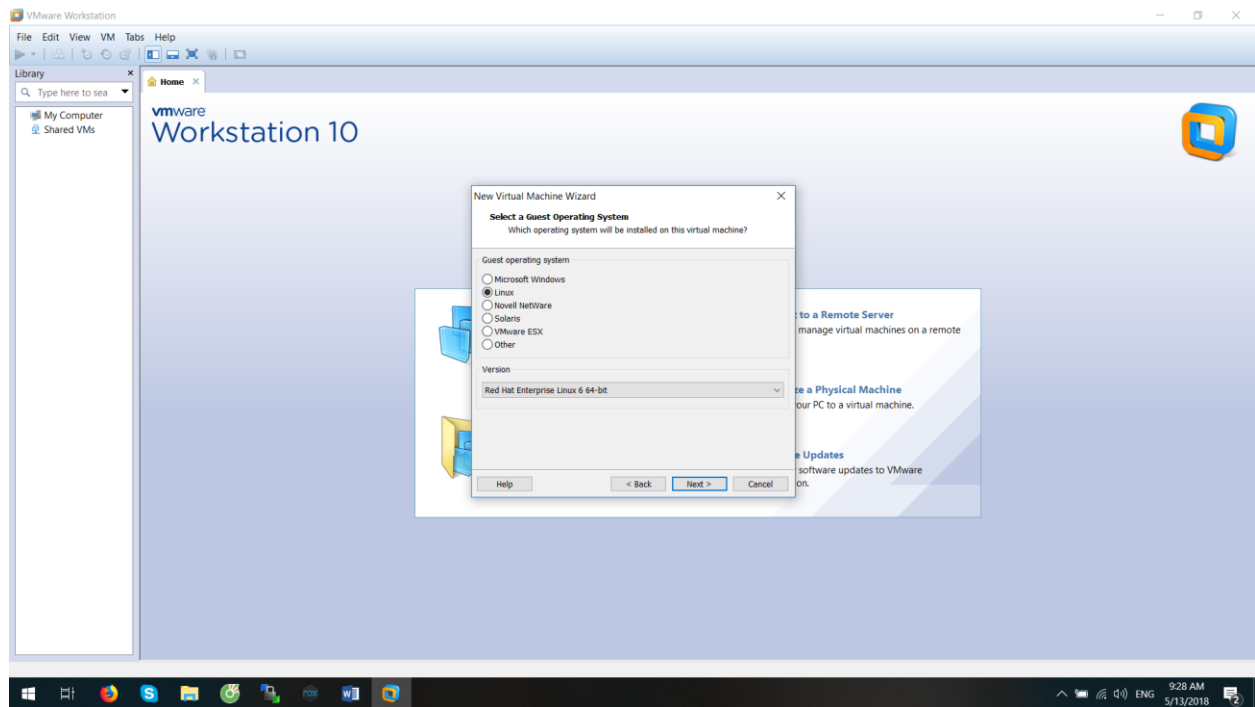 VMware Workstation
File Edit View VM Tabs Help
Library
Home
Type here to sea
My Computer
Shared VMs
vmware
Workstation 10
New Virtual Machine Wizard
Select a Guest Operating System
Which operating system will be installed on this virtual machine?
Guest operating system
Microsoft Windows
Linux
Novell NetWare
Solaris
VMware ESX
Other
Version
Red Hat Enterprise Linux 6 64-bit
Help < Back Next > Cancel
to a Remote Server
manage virtual machines on a remote
e a Physical Machine
our PC to a virtual machine.
e Updates
software updates to VMware
on.
ENG
9:28 AM
5/13/2018